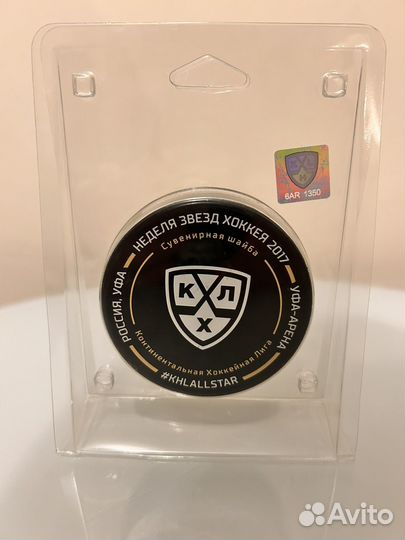 6AR 1350
НЕДЕЛЯ ЗВЕЗД ХОККЕЯ 2017
Сувенирная шайба
РОССИЯ, УФА
УФА-АРЕНА
КХЛ
Континентальная Хоккейная Лига
#KHLALLSTAR
Avito